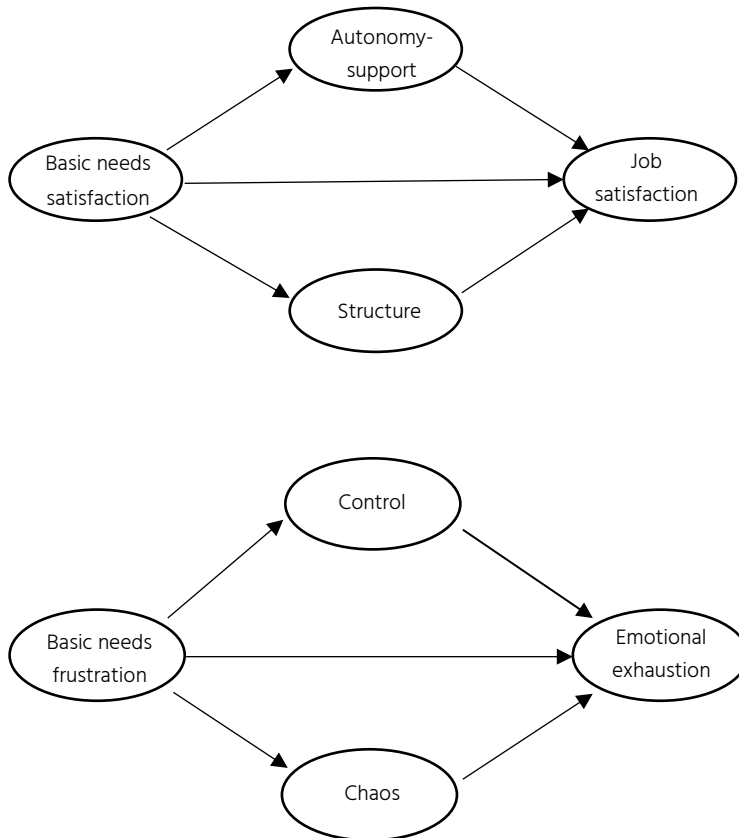 Autonomy-
support
Basic needs
satisfaction
Job
satisfaction
Structure
Control
Basic needs
frustration
Emotional
exhaustion
Chaos